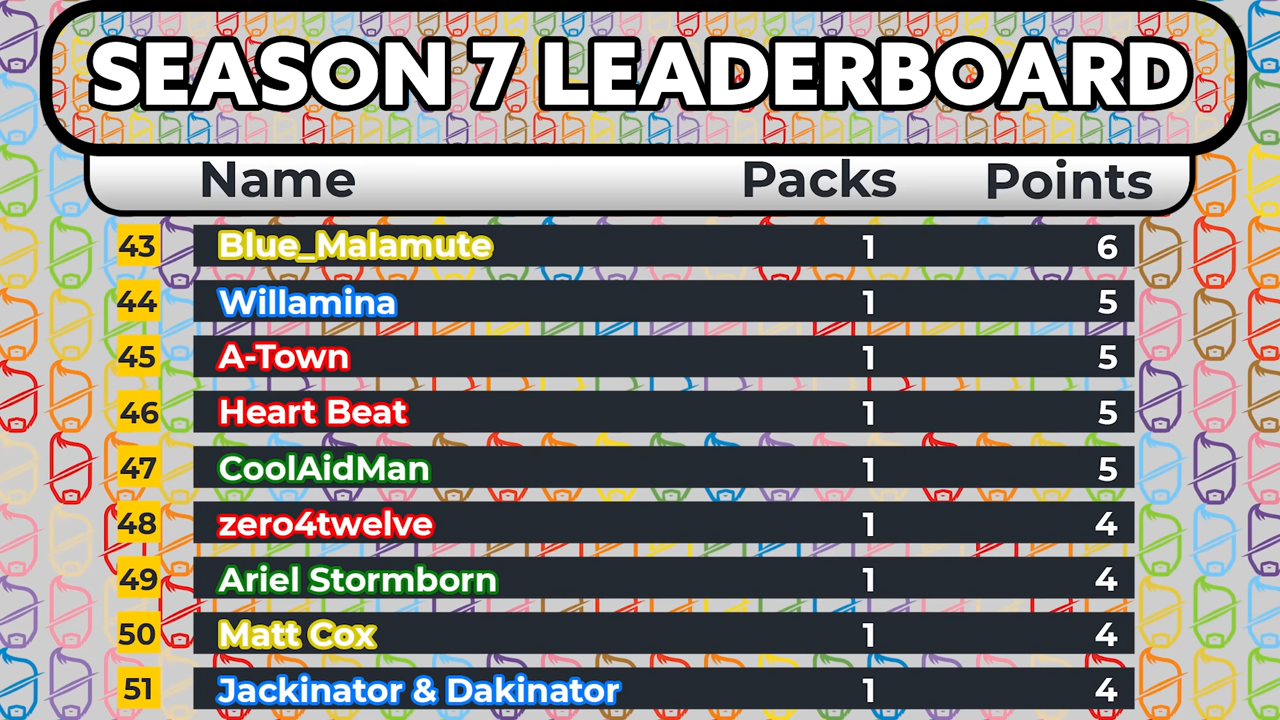 SEASON 7 LEADERBOARD
Name Packs Points
43 Blue_Malamute 1 6
44 Willamina 1 5
45 A-Town 1 5
46 Heart Beat 1 5
47 CoolAidMan 1 5
48 zero4twelve 1 4
49 Ariel Stormborn 1 4
50 Matt Cox 1 4
51 Jackinator & Dakinator 1 4